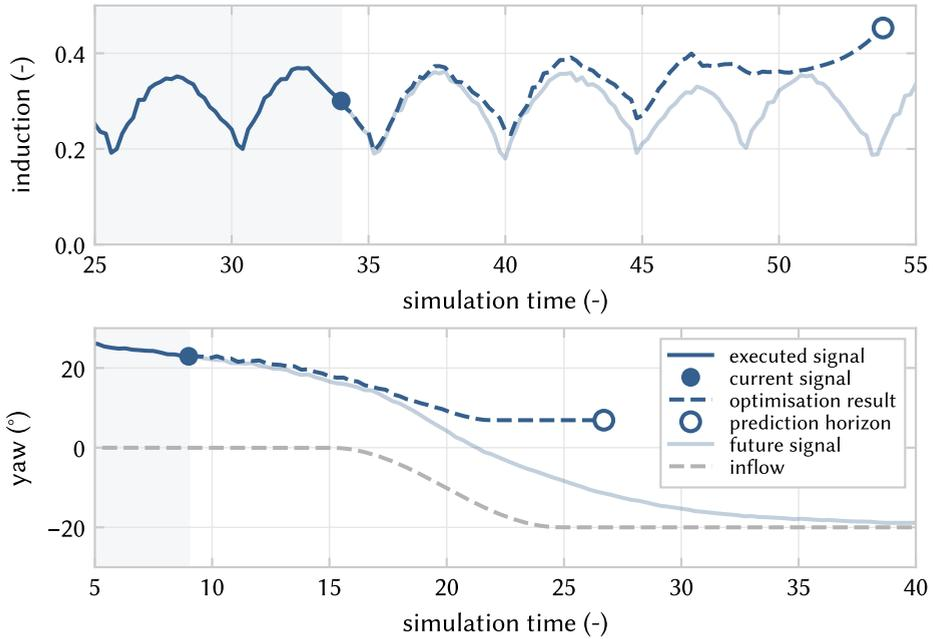 0.4
0.2
0.0
induction (-)
25 30 35 40 45 50 55
simulation time (-)
20
0
−20
yaw (°)
executed signal
current signal
optimisation result
prediction horizon
future signal
inflow
5 10 15 20 25 30 35 40
simulation time (-)